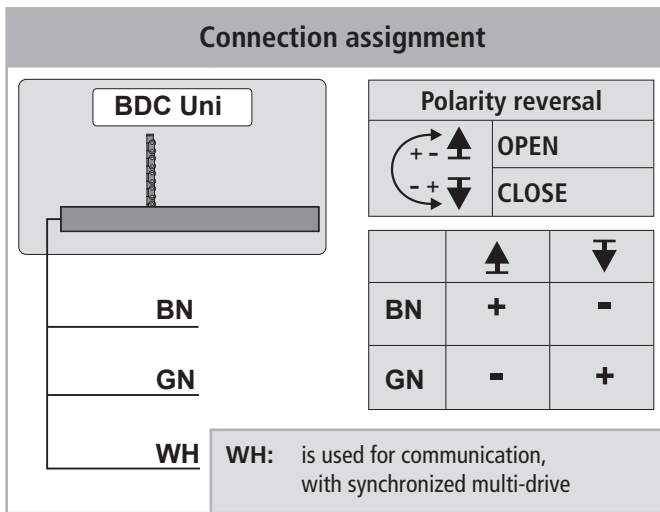 Connection assignment
BDC Uni
BN
GN
WH
Polarity reversal
+ - OPEN
- + CLOSE
BN + -
GN - +
WH: is used for communication,
with synchronized multi-drive